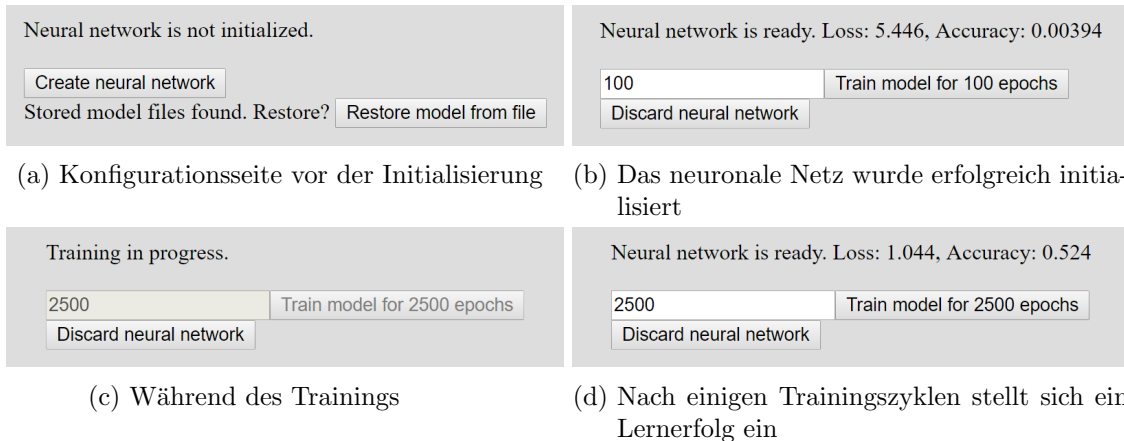 Neural network is not initialized.
Create neural network
Stored model files found. Restore? Restore model from file
(a) Konfigurationsseite vor der Initialisierung
Neural network is ready. Loss: 5.446, Accuracy: 0.00394
100 Train model for 100 epochs
Discard neural network
(b) Das neuronale Netz wurde erfolgreich initia-
lisiert
Training in progress.
2500 Train model for 2500 epochs
Discard neural network
(c) Während des Trainings
Neural network is ready. Loss: 1.044, Accuracy: 0.524
2500 Train model for 2500 epochs
Discard neural network
(d) Nach einigen Trainingszyklen stellt sich ein
Lernerfolg ein